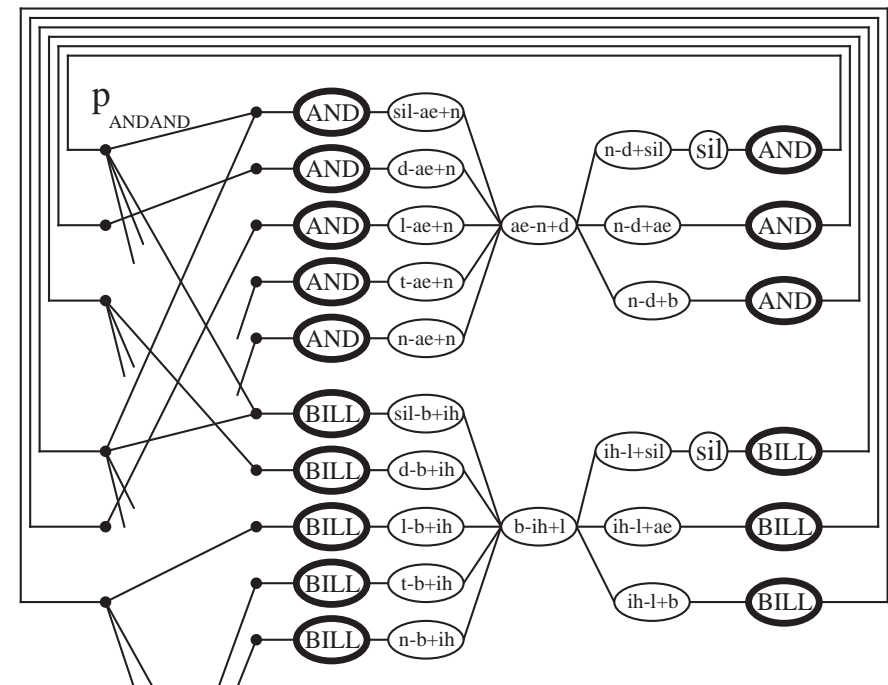 p ANDAND
AND sil-ae+n
n-d+sil sil AND
AND d-ae+n
AND l-ae+n ae-n+d n-d+ae AND
AND t-ae+n
n-d+b AND
AND n-ae+n
BILL sil-b+ih
ih-l+sil sil BILL
BILL d-b+ih
BILL l-b+ih b-ih+l ih-l+ae BILL
BILL t-b+ih
ih-l+b BILL
BILL n-b+ih